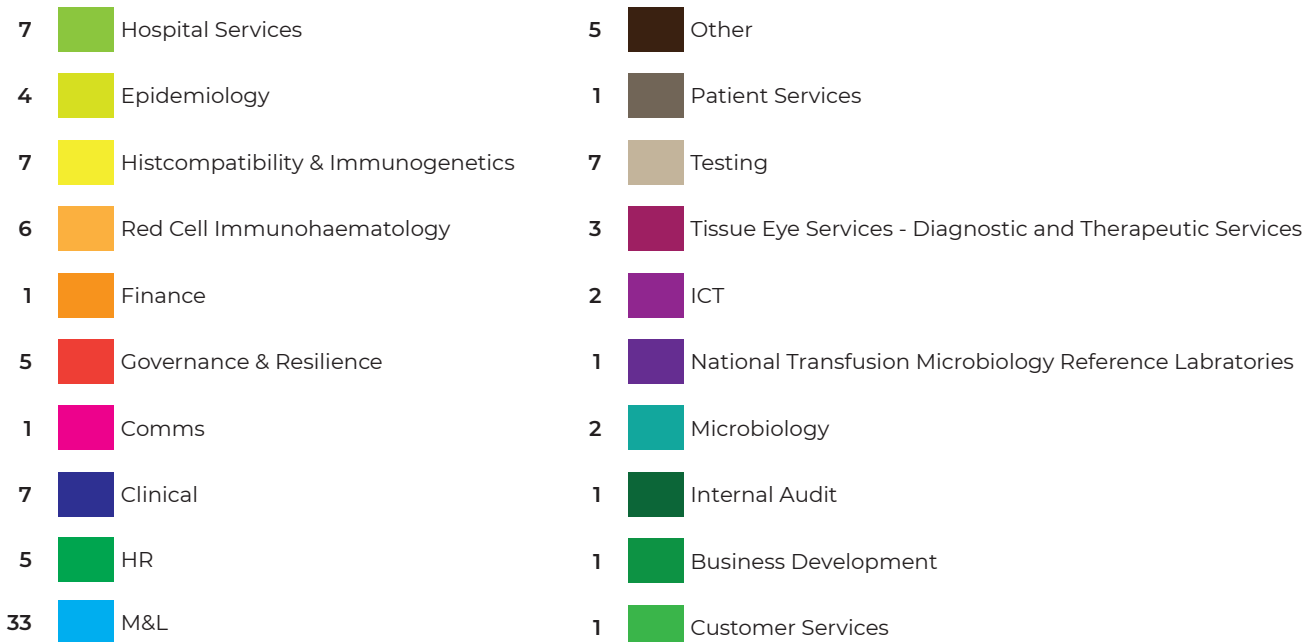 7 Hospital Services
4 Epidemiology
7 Histcompatibility & Immunogenetics
6 Red Cell Immunohaematology
1 Finance
5 Governance & Resilience
1 Comms
7 Clinical
5 HR
33 M&L
5 Other
1 Patient Services
7 Testing
3 Tissue Eye Services - Diagnostic and Therapeutic Services
2 ICT
1 National Transfusion Microbiology Reference Labratories
2 Microbiology
1 Internal Audit
1 Business Development
1 Customer Services